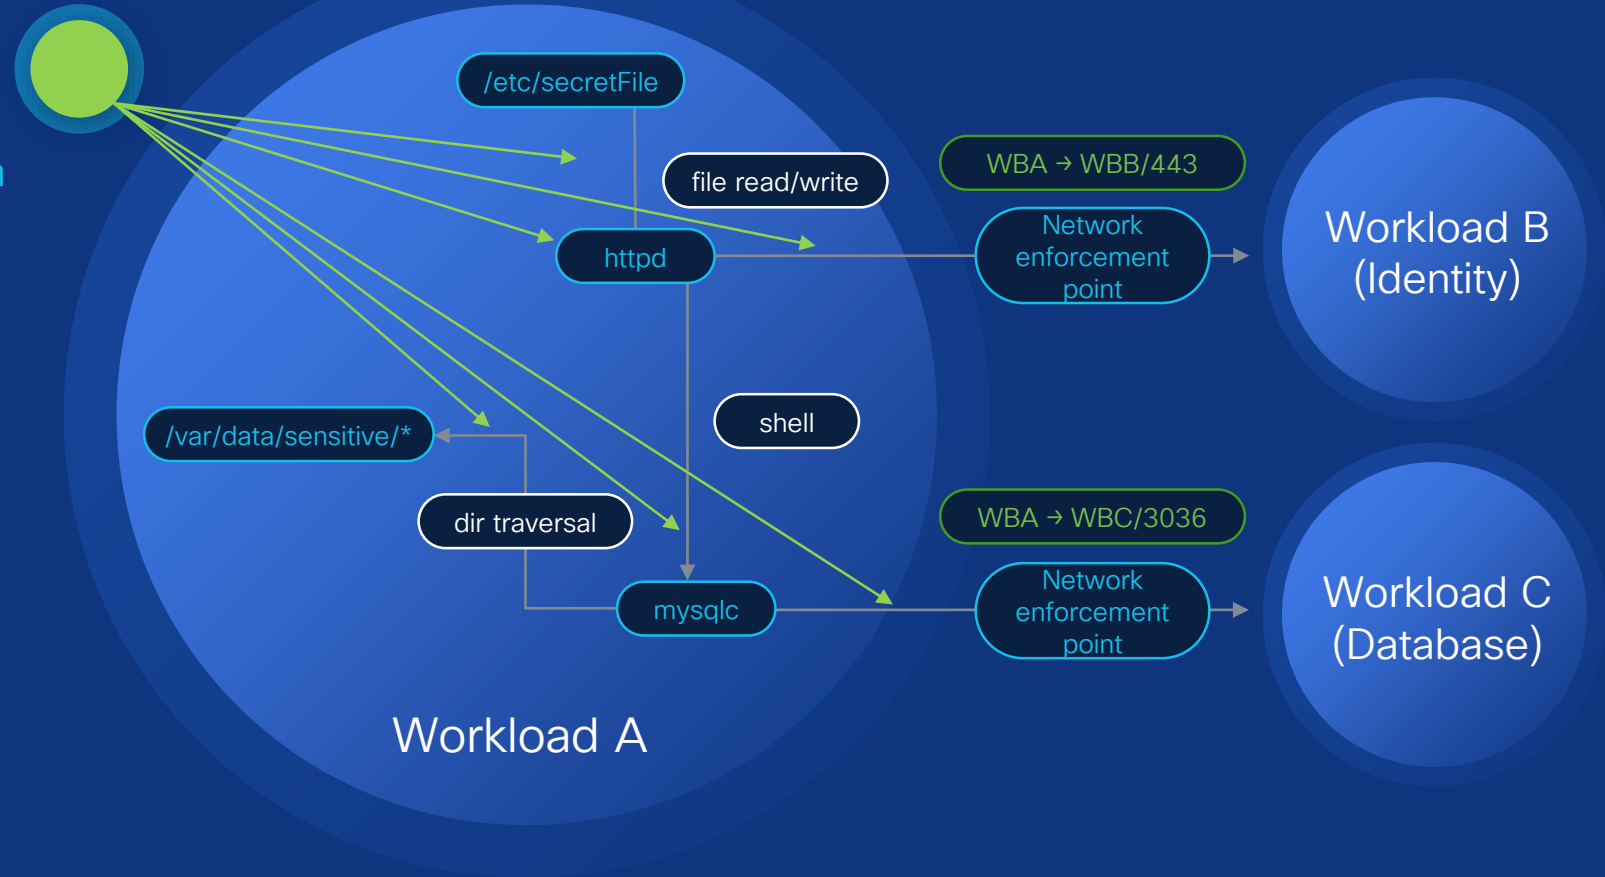 /etc/secretFile
file read/write
WBA → WBB/443
httpd
Network
enforcement
point
Workload B
(Identity)
/var/data/sensitive/*
shell
dir traversal
WBA → WBC/3036
mysqlc
Network
enforcement
point
Workload C
(Database)
Workload A